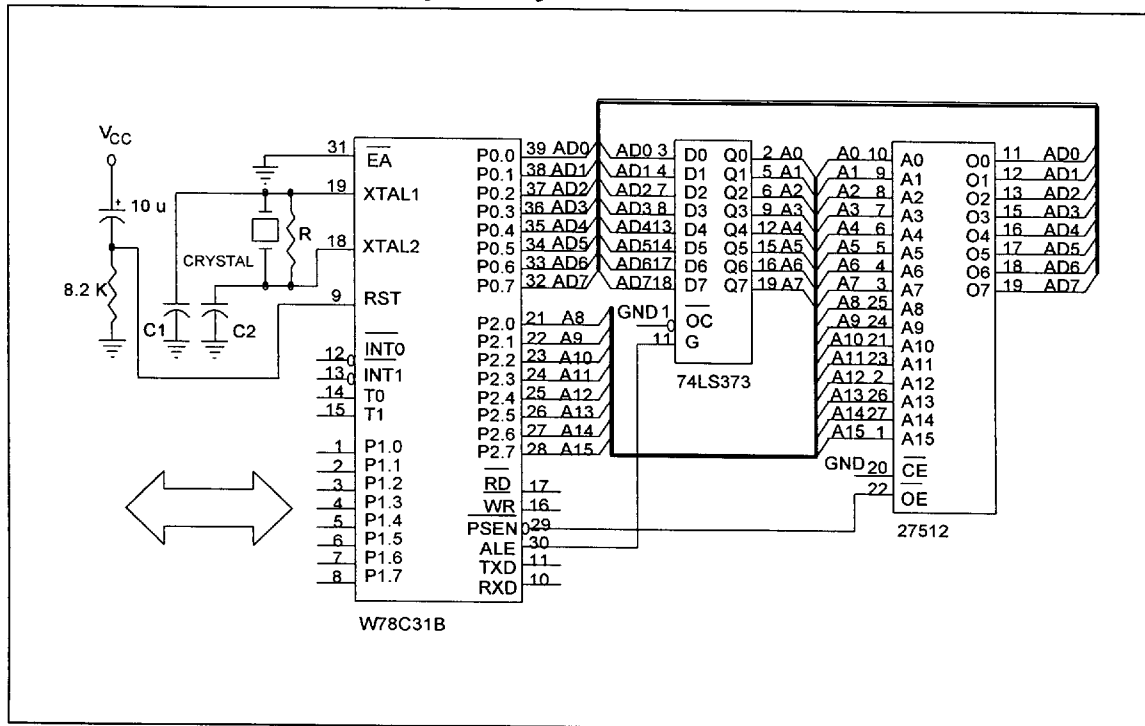 VCC
10 u
8.2 K
C1
C2
CRYSTAL
R
31 EA
19 XTAL1
18 XTAL2
9 RST
12 INT0
13 INT1
14 T0
15 T1
1 P1.0
2 P1.1
3 P1.2
4 P1.3
5 P1.4
6 P1.5
7 P1.6
8 P1.7
P0.0 39 AD0
P0.1 38 AD1
P0.2 37 AD2
P0.3 36 AD3
P0.4 35 AD4
P0.5 34 AD5
P0.6 33 AD6
P0.7 32 AD7
P2.0 21 A8
P2.1 22 A9
P2.2 23 A10
P2.3 24 A11
P2.4 25 A12
P2.5 26 A13
P2.6 27 A14
P2.7 28 A15
RD 17
WR 16
PSEN 29
ALE 30
TXD 11
RXD 10
W78C31B
AD0 3 D0 Q0 2 A0
AD1 4 D1 Q1 5 A1
AD2 7 D2 Q2 6 A2
AD3 8 D3 Q3 9 A3
AD4 13 D4 Q4 12 A4
AD5 14 D5 Q5 15 A5
AD6 17 D6 Q6 16 A6
AD7 18 D7 Q7 19 A7
GND 1 OC
11 G
74LS373
A0 10 A0 O0 11 AD0
A1 9 A1 O1 12 AD1
A2 8 A2 O2 13 AD2
A3 7 A3 O3 15 AD3
A4 6 A4 O4 16 AD4
A5 5 A5 O5 17 AD5
A6 4 A6 O6 18 AD6
A7 3 A7 O7 19 AD7
A8 25 A8
A9 24 A9
A10 21 A10
A11 23 A11
A12 2 A12
A13 26 A13
A14 27 A14
A15 1 A15
GND 20 CE
22 OE
27512